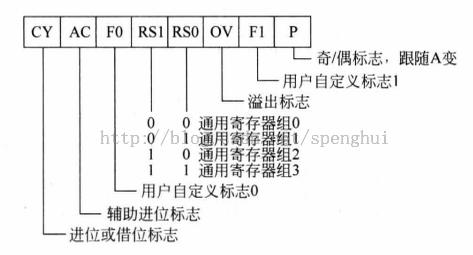 CY AC F0 RS1 RS0 OV F1 P
奇/偶标志，跟随A变
用户自定义标志1
溢出标志
0 0 通用寄存器组0
0 1 通用寄存器组1
1 0 通用寄存器组2
1 1 通用寄存器组3
用户自定义标志0
辅助进位标志
进位或借位标志